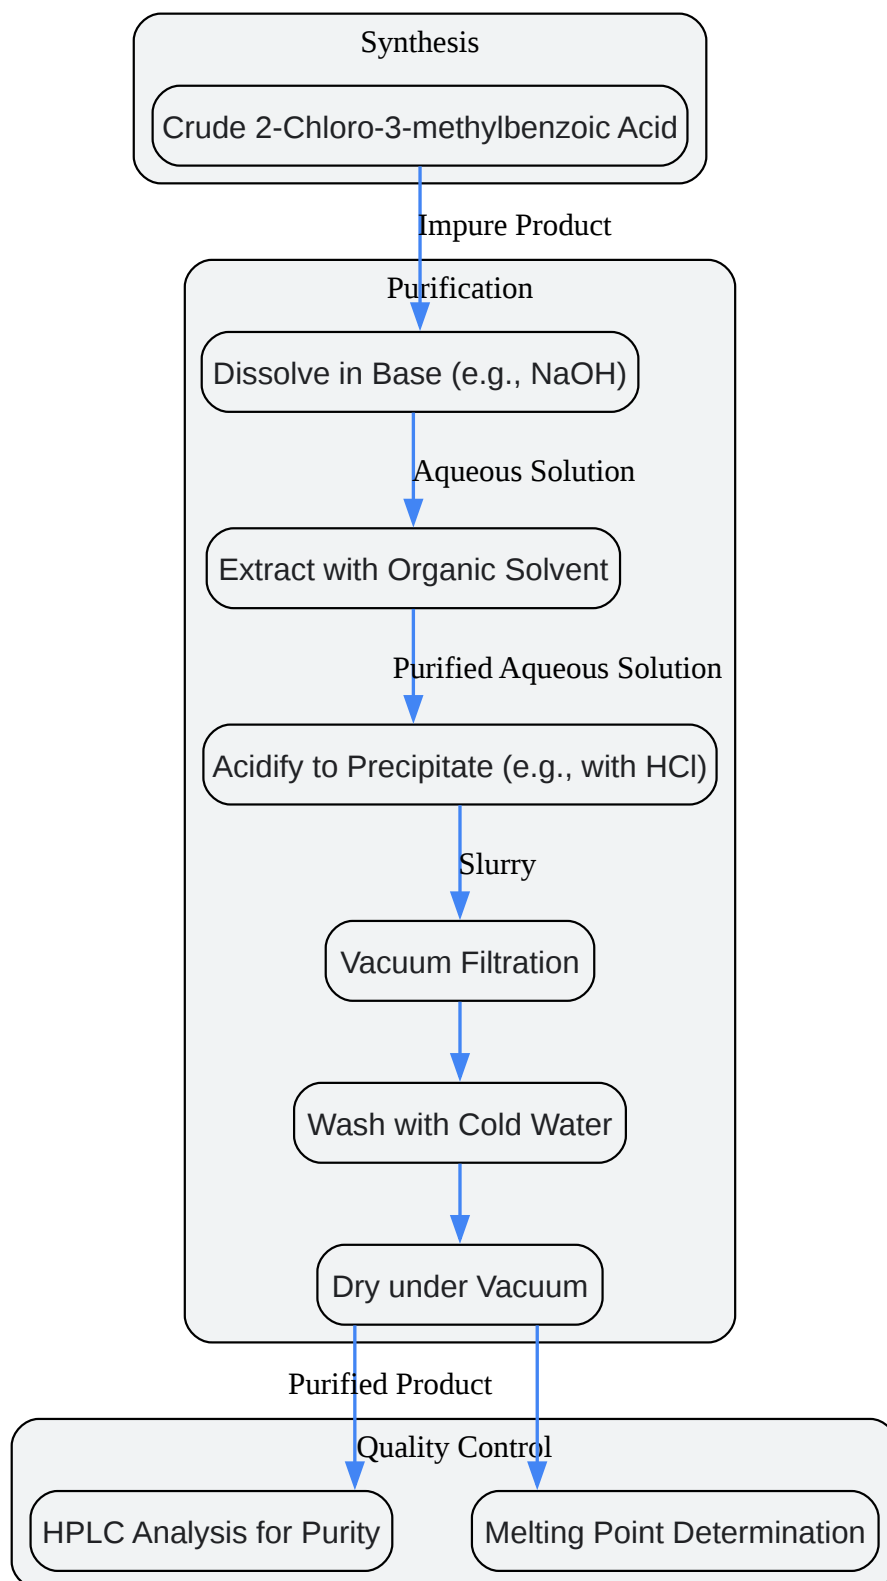 Synthesis
Crude 2-Chloro-3-methylbenzoic Acid
Impure Product
Purification
Dissolve in Base (e.g., NaOH)
Aqueous Solution
Extract with Organic Solvent
Purified Aqueous Solution
Acidify to Precipitate (e.g., with HCl)
Slurry
Vacuum Filtration
Wash with Cold Water
Dry under Vacuum
Purified Product
Quality Control
HPLC Analysis for Purity
Melting Point Determination